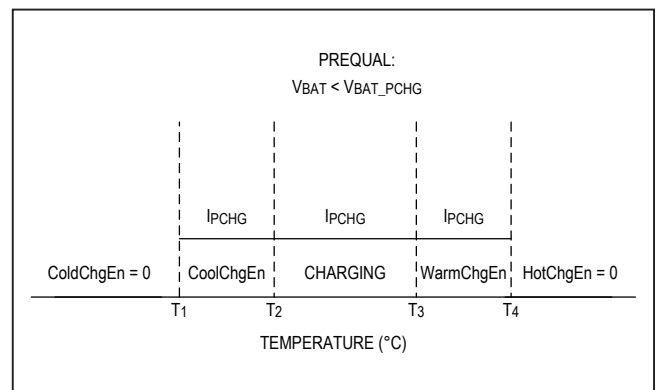 PREQUAL:
VBAT < VBAT_PCHG
IPCHG IPCHG IPCHG
ColdChgEn = 0 CoolChgEn CHARGING WarmChgEn HotChgEn = 0
T1 T2 T3 T4
TEMPERATURE (°C)